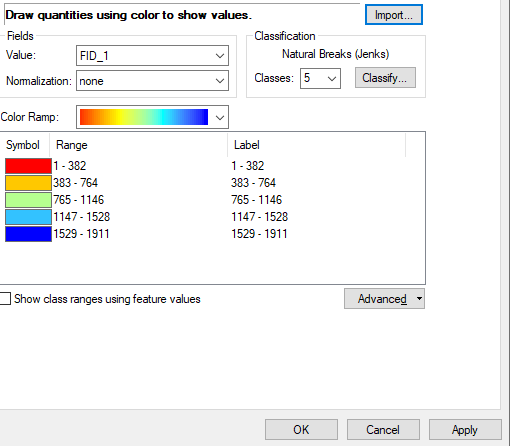 Draw quantities using color to show values.
Import...
Fields
Value: FID_1
Normalization: none
Classification
Natural Breaks (Jenks)
Classes: 5 Classify...
Color Ramp:
Symbol Range Label
1 - 382 1 - 382
383 - 764 383 - 764
765 - 1146 765 - 1146
1147 - 1528 1147 - 1528
1529 - 1911 1529 - 1911
Show class ranges using feature values
Advanced
OK Cancel Apply